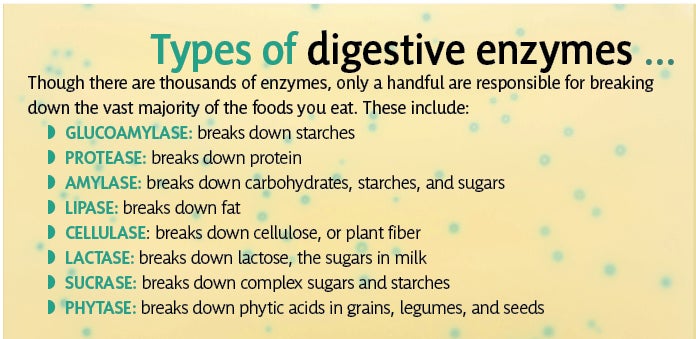 Types of digestive enzymes ...
Though there are thousands of enzymes, only a handful are responsible for breaking
down the vast majority of the foods you eat. These include:
GLUCOAMYLASE: breaks down starches
PROTEASE: breaks down protein
AMYLASE: breaks down carbohydrates, starches, and sugars
LIPASE: breaks down fat
CELLULASE: breaks down cellulose, or plant fiber
LACTASE: breaks down lactose, the sugars in milk
SUCRASE: breaks down complex sugars and starches
PHYTASE: breaks down phytic acids in grains, legumes, and seeds